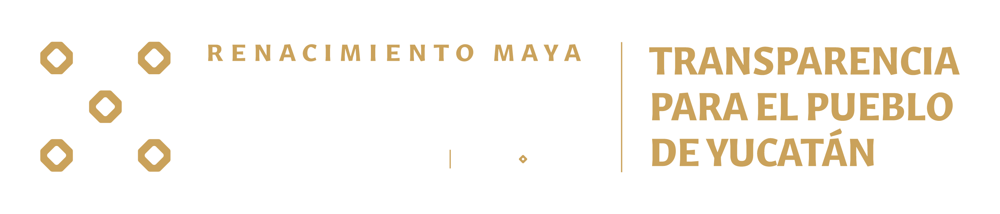 RENACIMIENTO MAYA
TRANSPARENCIA
PARA EL PUEBLO
DE YUCATÁN